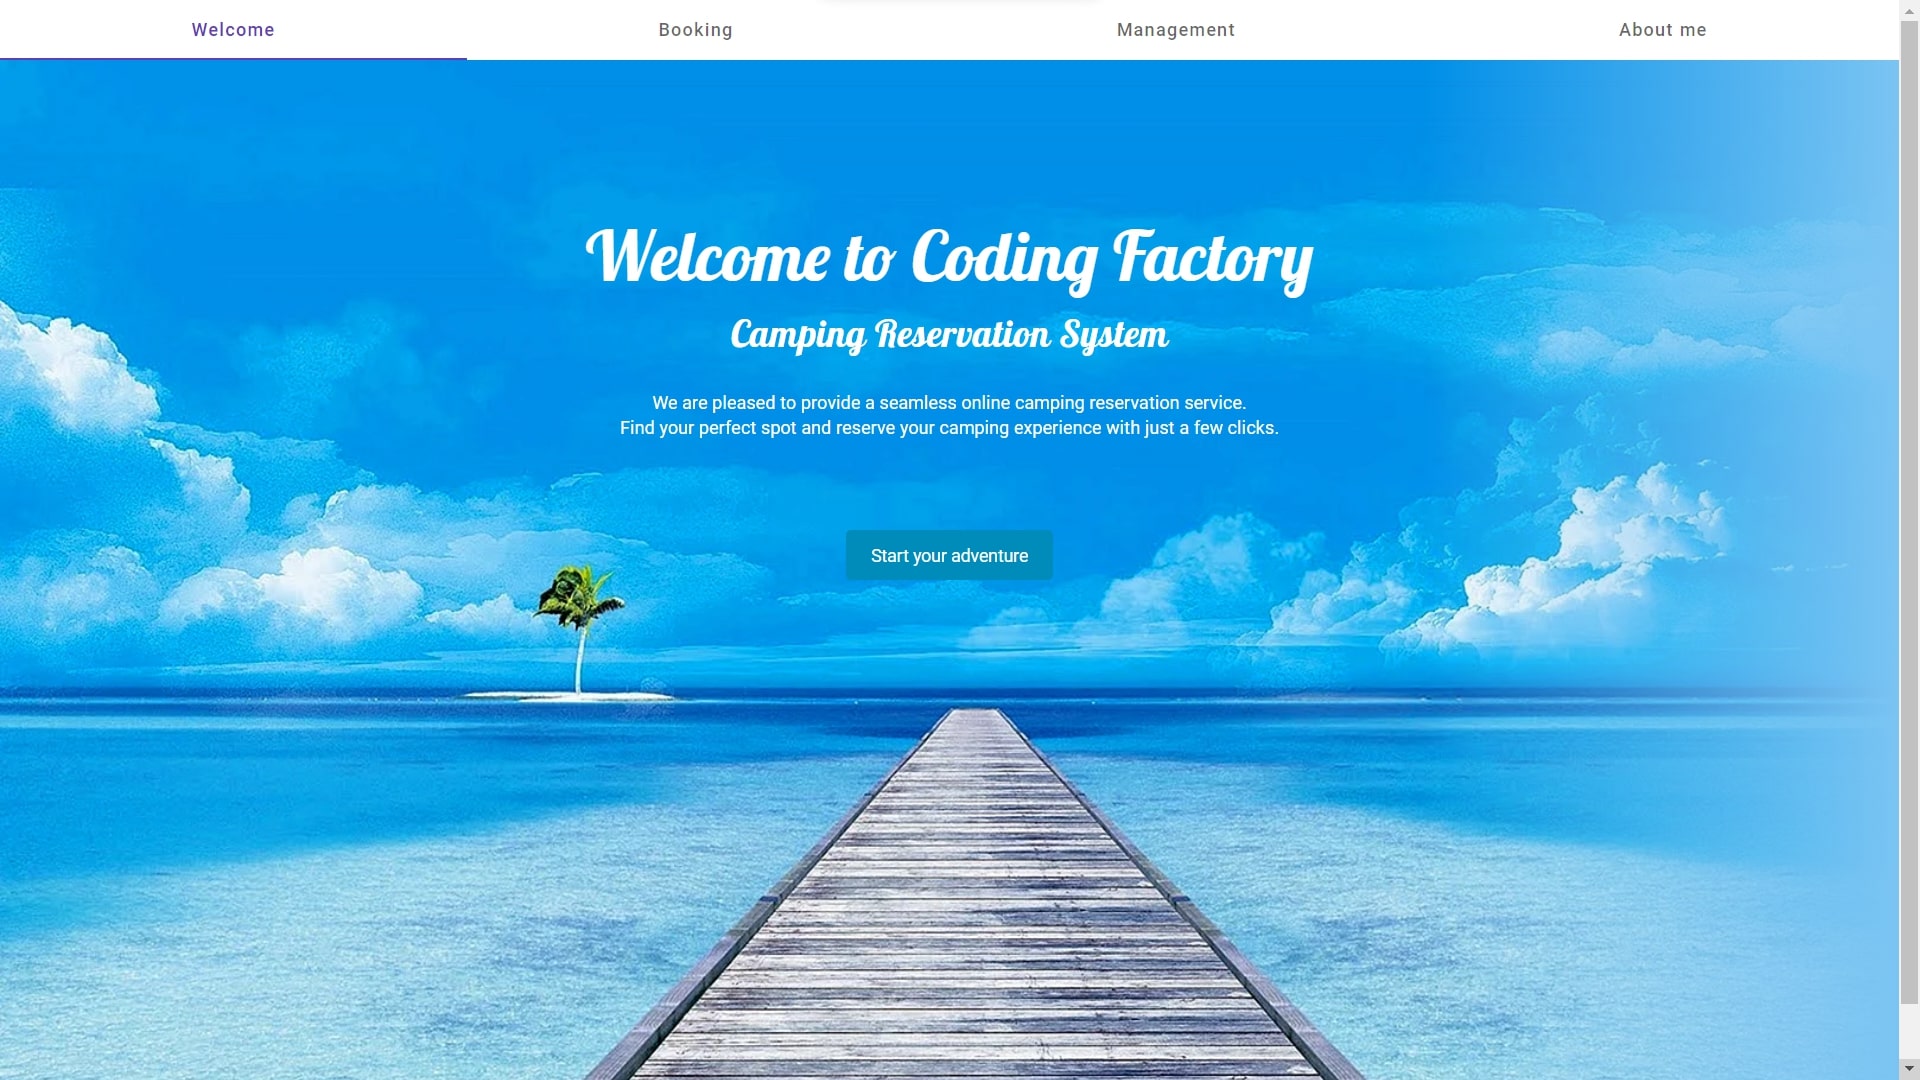 Welcome
Booking
Management
About me
Welcome to Coding Factory
Camping Reservation System
We are pleased to provide a seamless online camping reservation service.
Find your perfect spot and reserve your camping experience with just a few clicks.
Start your adventure